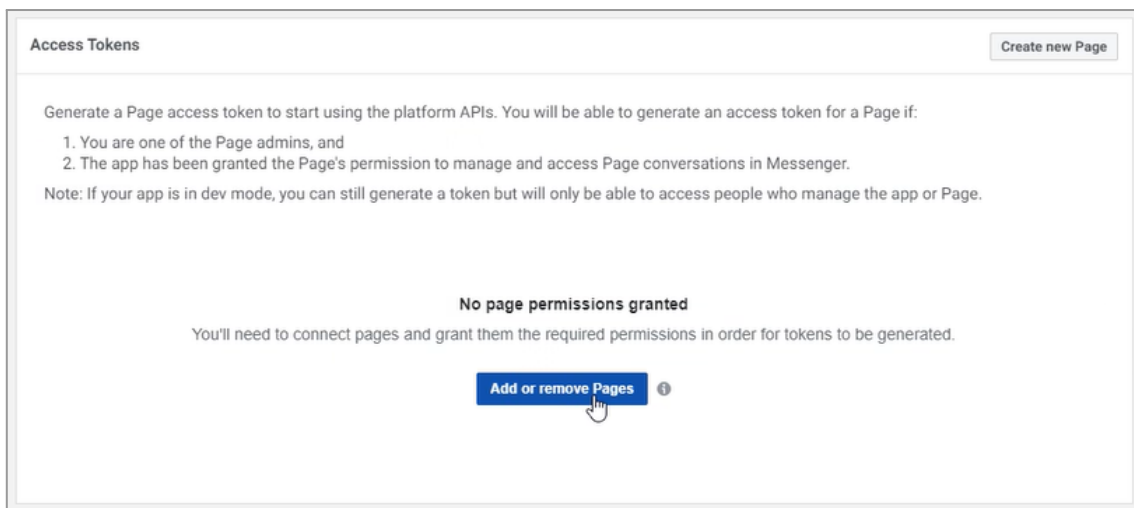 Access Tokens
Create new Page
Generate a Page access token to start using the platform APIs. You will be able to generate an access token for a Page if:
1. You are one of the Page admins, and
2. The app has been granted the Page's permission to manage and access Page conversations in Messenger.
Note: If your app is in dev mode, you can still generate a token but will only be able to access people who manage the app or Page.
No page permissions granted
You'll need to connect pages and grant them the required permissions in order for tokens to be generated.
Add or remove Pages